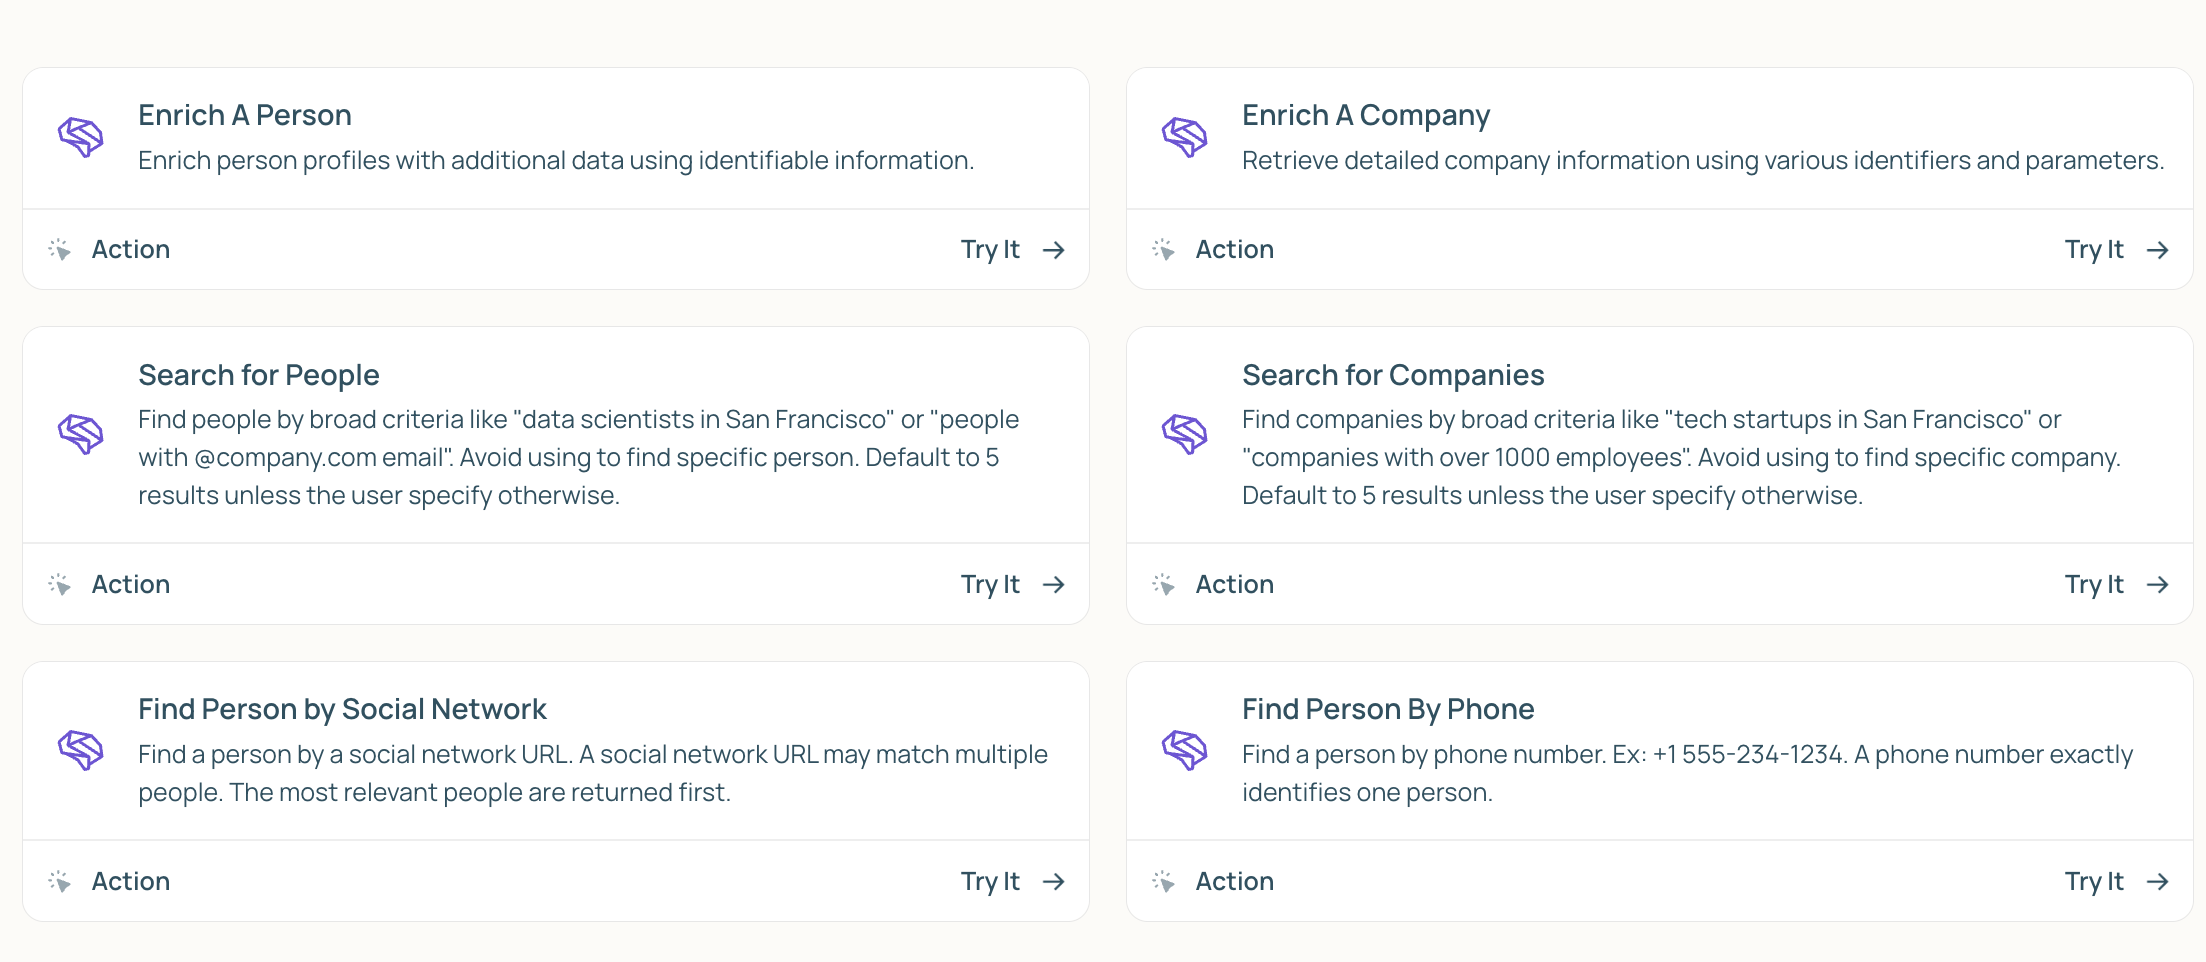 Enrich A Person
Enrich person profiles with additional data using identifiable information.
Action
Try It
Enrich A Company
Retrieve detailed company information using various identifiers and parameters.
Action
Try It
Search for People
Find people by broad criteria like "data scientists in San Francisco" or "people
with @company.com email". Avoid using to find specific person. Default to 5
results unless the user specify otherwise.
Action
Try It
Search for Companies
Find companies by broad criteria like "tech startups in San Francisco" or
"companies with over 1000 employees". Avoid using to find specific company.
Default to 5 results unless the user specify otherwise.
Action
Try It
Find Person by Social Network
Find a person by a social network URL. A social network URL may match multiple
people. The most relevant people are returned first.
Action
Try It
Find Person By Phone
Find a person by phone number. Ex: +1 555-234-1234. A phone number exactly
identifies one person.
Action
Try It